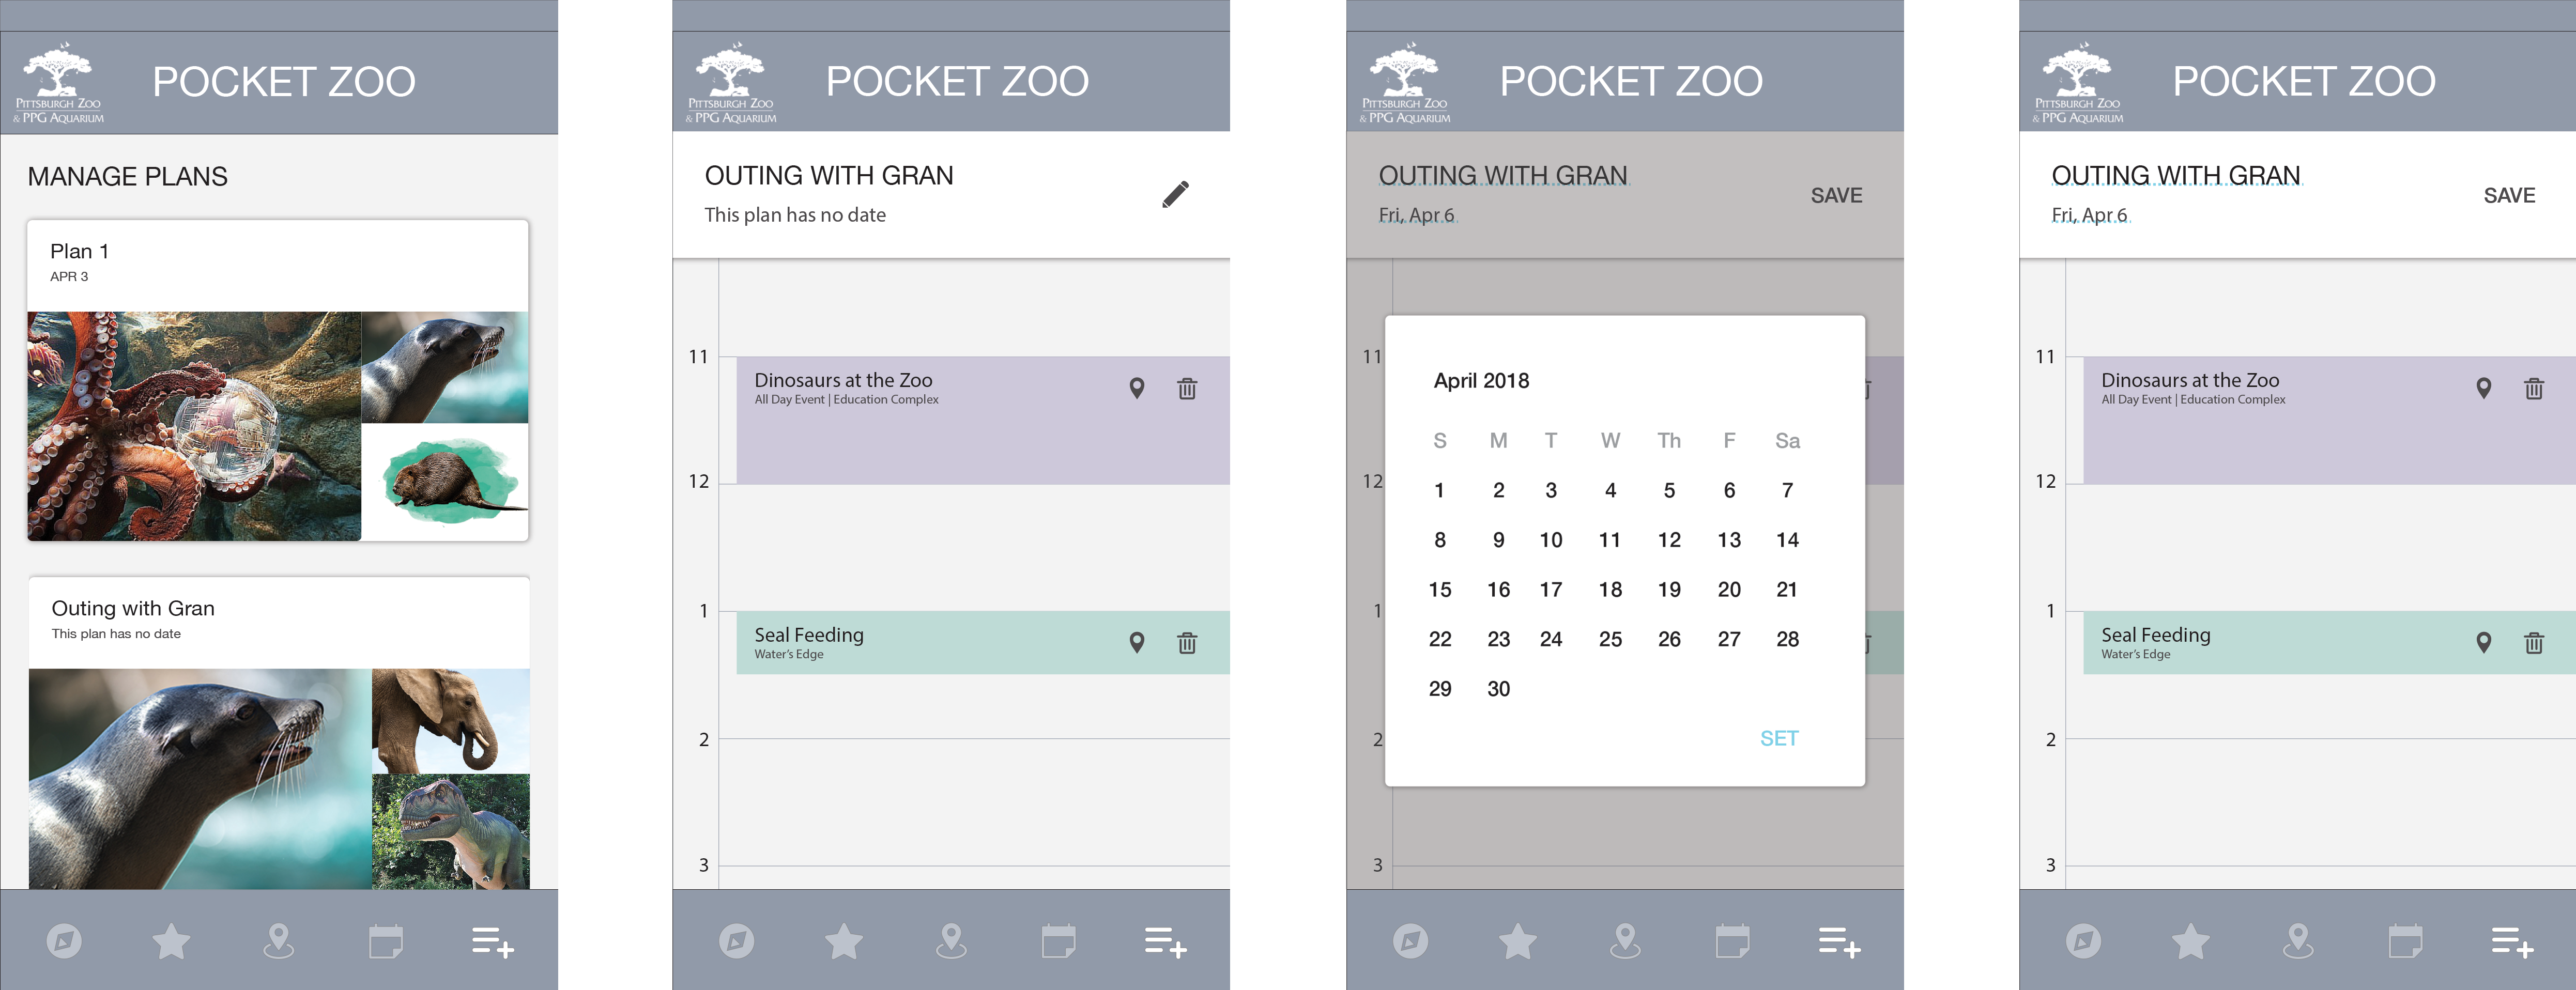 PITTSBURGH ZOO
& PPG AQUARIUM
POCKET ZOO
MANAGE PLANS
Plan 1
APR 3
Outing with Gran
This plan has no date
PITTSBURGH ZOO
& PPG AQUARIUM
POCKET ZOO
OUTING WITH GRAN
This plan has no date
11
Dinosaurs at the Zoo
All Day Event | Education Complex
12
1
Seal Feeding
Water's Edge
2
3
PITTSBURGH ZOO
& PPG AQUARIUM
POCKET ZOO
OUTING WITH GRAN
SAVE
Fri, Apr 6
11
12
1
2
3
April 2018
S M T W Th F Sa
1 2 3 4 5 6 7
8 9 10 11 12 13 14
15 16 17 18 19 20 21
22 23 24 25 26 27 28
29 30
SET
PITTSBURGH ZOO
& PPG AQUARIUM
POCKET ZOO
OUTING WITH GRAN
SAVE
Fri, Apr 6
11
Dinosaurs at the Zoo
All Day Event | Education Complex
12
1
Seal Feeding
Water's Edge
2
3